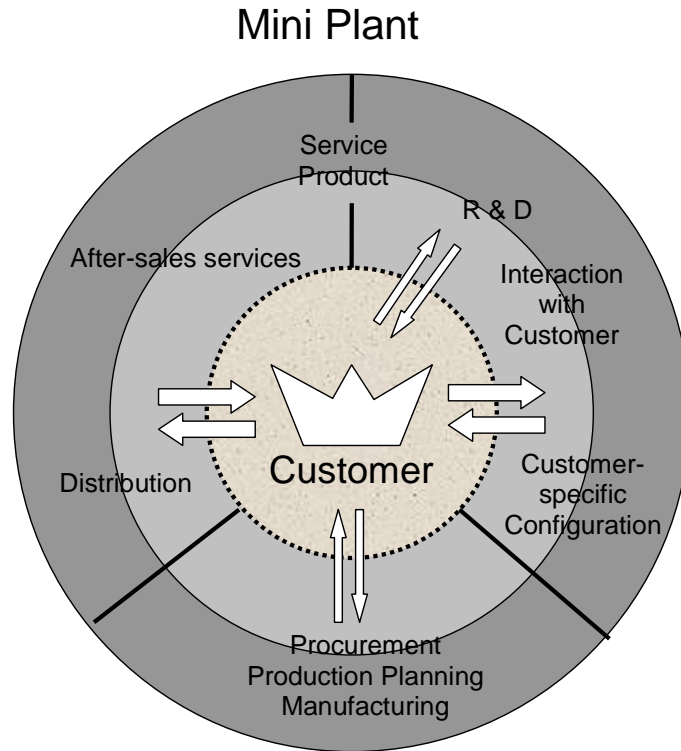 Mini Plant
Service
Product
R & D
After-sales services
Interaction
with
Customer
Customer
Distribution
Customer-
specific
Configuration
Procurement
Production Planning
Manufacturing